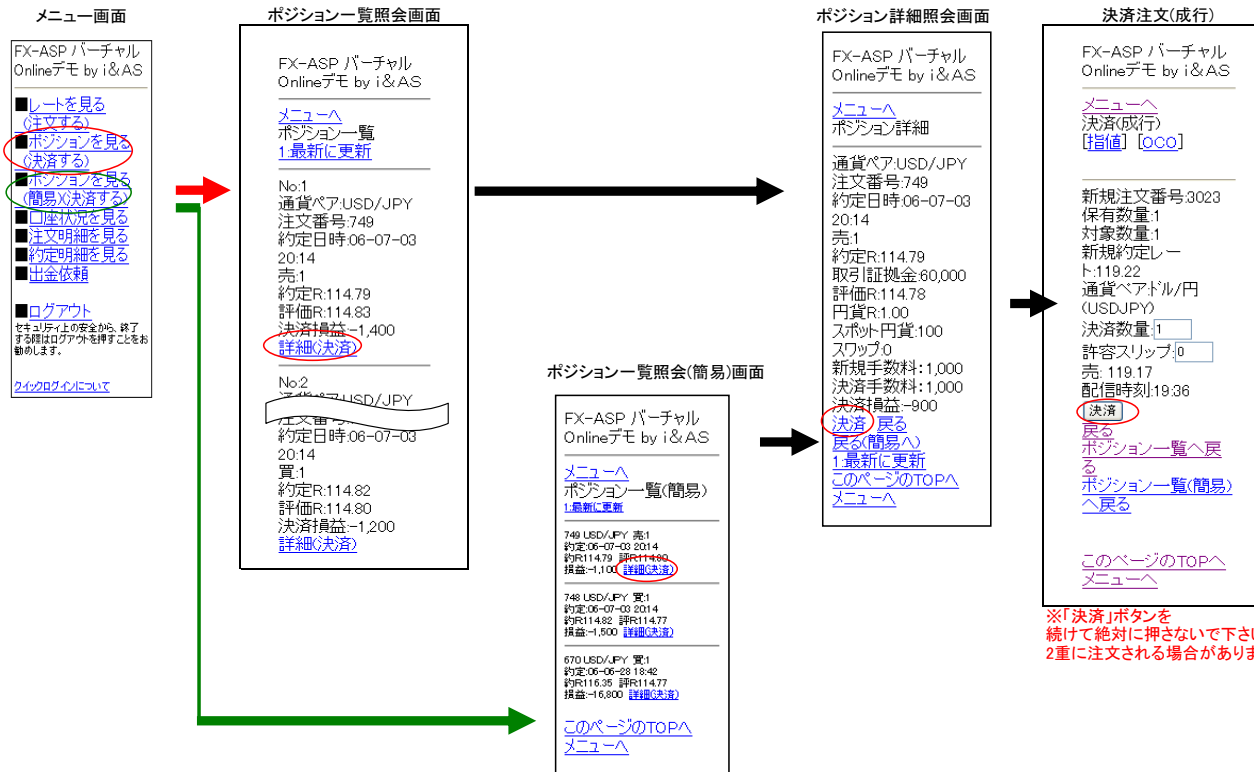 メニュー画面
FX-ASP バーチャル
Onlineデモ by i&AS
■レートを見る
(注文する)
■ポジションを見る
(決済する)
■ポジションを見る
(簡易)(決済する)
■口座状況を見る
■注文明細を見る
■約定明細を見る
■出金依頼
■ログアウト
セキュリティ上の安全から、終了
する際はログアウトを押すことをお
勧めします。
クイックログインについて
ポジション一覧照会画面
FX-ASP バーチャル
Onlineデモ by i&AS
メニューへ
ポジション一覧
1:最新に更新
No:1
通貨ペア:USD/JPY
注文番号:749
約定日時:06-07-03
20:14
売:1
約定R:114.79
評価R:114.83
決済損益:-1,400
詳細(決済)
No:2
通貨ペア:USD/JPY
注文番号:
約定日時:06-07-03
20:14
買:1
約定R:114.82
評価R:114.80
決済損益:-1,200
詳細(決済)
ポジション一覧照会(簡易)画面
FX-ASP バーチャル
Onlineデモ by i&AS
メニューへ
ポジション一覧(簡易)
1:最新に更新
749 USD/JPY 売:1
約定:06-07-03 20:14
約R114.79 評R114.80
損益:-1,100 詳細(決済)
748 USD/JPY 買:1
約定:06-07-03 20:14
約R114.82 評R114.77
損益:-1,500 詳細(決済)
670 USD/JPY 買:1
約定:06-06-28 18:42
約R116.35 評R114.77
損益:-16,800 詳細(決済)
このページのTOPへ
メニューへ
ポジション詳細照会画面
FX-ASP バーチャル
Onlineデモ by i&AS
メニューへ
ポジション詳細
通貨ペア:USD/JPY
注文番号:749
約定日時:06-07-03
20:14
売:1
約定R:114.79
取引証拠金:60,000
評価R:114.78
円貨R:1.00
スポット円貨:100
スワップ:0
新規手数料:1,000
決済手数料:1,000
決済損益:-900
決済 戻る
戻る(簡易へ)
1:最新に更新
このページのTOPへ
メニューへ
決済注文(成行)
FX-ASP バーチャル
Onlineデモ by i&AS
メニューへ
決済(成行)
[指値] [OCO]
新規注文番号:3023
保有数量:1
対象数量:1
新規約定レー
ト:119.22
通貨ペア:ドル/円
(USDJPY)
決済数量:1
許容スリップ:0
売: 119.17
配信時刻:19:36
決済
戻る
ポジション一覧へ戻
る
ポジション一覧(簡易)
へ戻る
このページのTOPへ
メニューへ
※「決済」ボタンを
続けて絶対に押さないで下さい
2重に注文される場合がありま